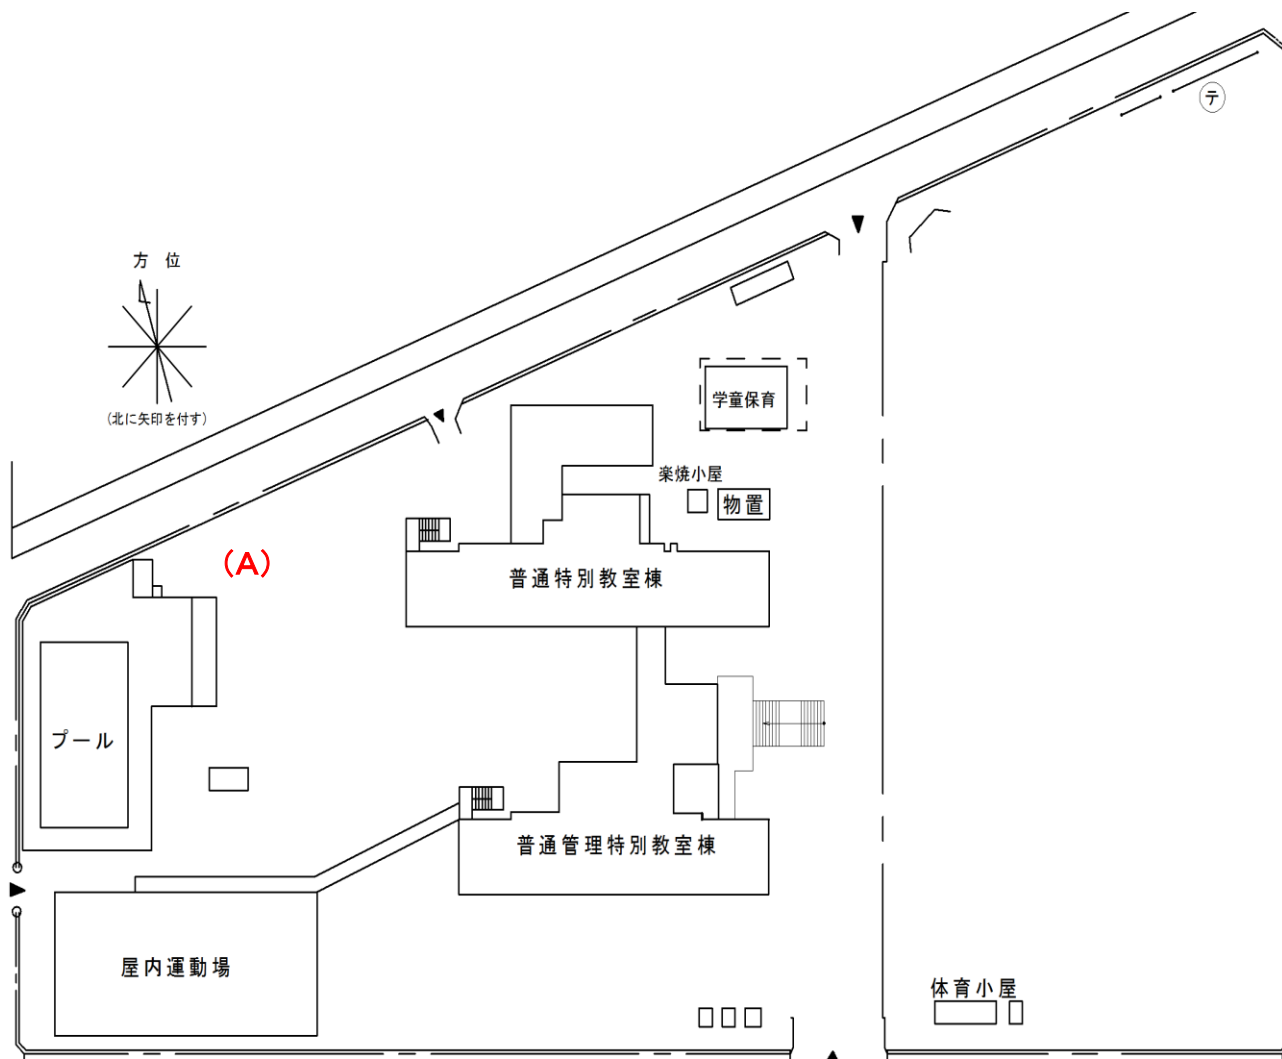 テ
方 位
(北に矢印を付す)
学童保育
楽焼小屋
物置
(A)
普通特別教室棟
プール
普通管理特別教室棟
屋内運動場
体育小屋